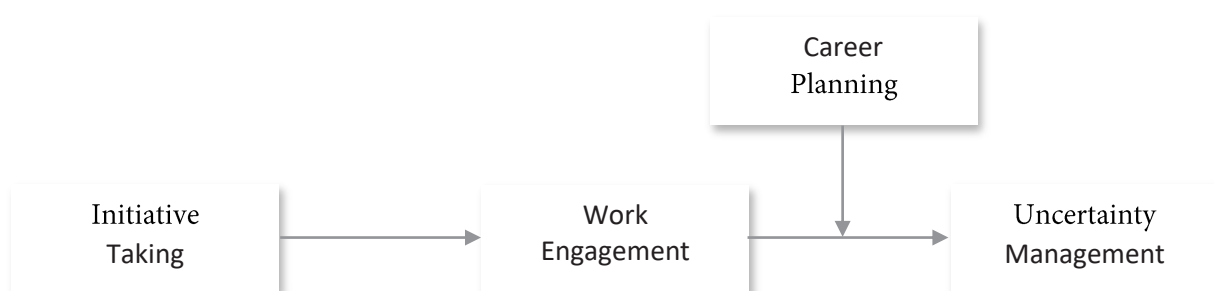 Career
Planning
Initiative
Taking
Work
Engagement
Uncertainty
Management